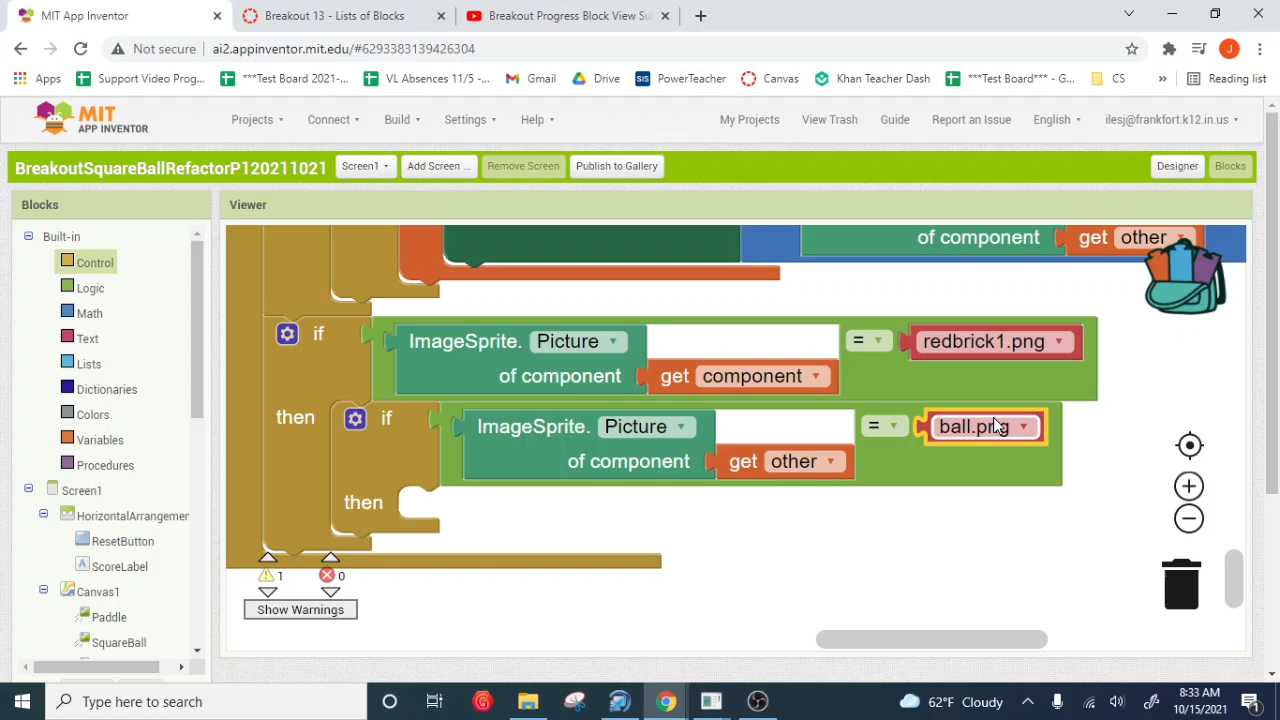 MIT App Inventor
Breakout 13 - Lists of Blocks
Breakout Progress Block View Su
Not secure
ai2.appinventor.mit.edu/#6293383139426304
J
Apps
Support Video Prog...
***Test Board 2021-...
VL Absences 11/5 -...
Gmail
Drive
SIS
PowerTeacher
Canvas
Khan Teacher Dash
***Test Board*** - G...
CS
»
Reading list
MIT
APP INVENTOR
Projects
Connect
Build
Settings
Help
My Projects
View Trash
Guide
Report an Issue
English
ilesj@frankfort.k12.in.us
BreakoutSquareBallRefactorP120211021
Screen1
Add Screen ...
Remove Screen
Publish to Gallery
Designer
Blocks
Blocks
Viewer
Built-in
Control
Logic
Math
Text
Lists
Dictionaries
Colors
Variables
Procedures
Screen1
HorizontalArrangemen
ResetButton
ScoreLabel
Canvas1
Paddle
SquareBall
of component get other
if ImageSprite. Picture = redbrick1.png
of component get component
then if ImageSprite. Picture = ball.png
of component get other
then
1
0
Show Warnings
Type here to search
62°F Cloudy
8:33 AM
10/15/2021
1